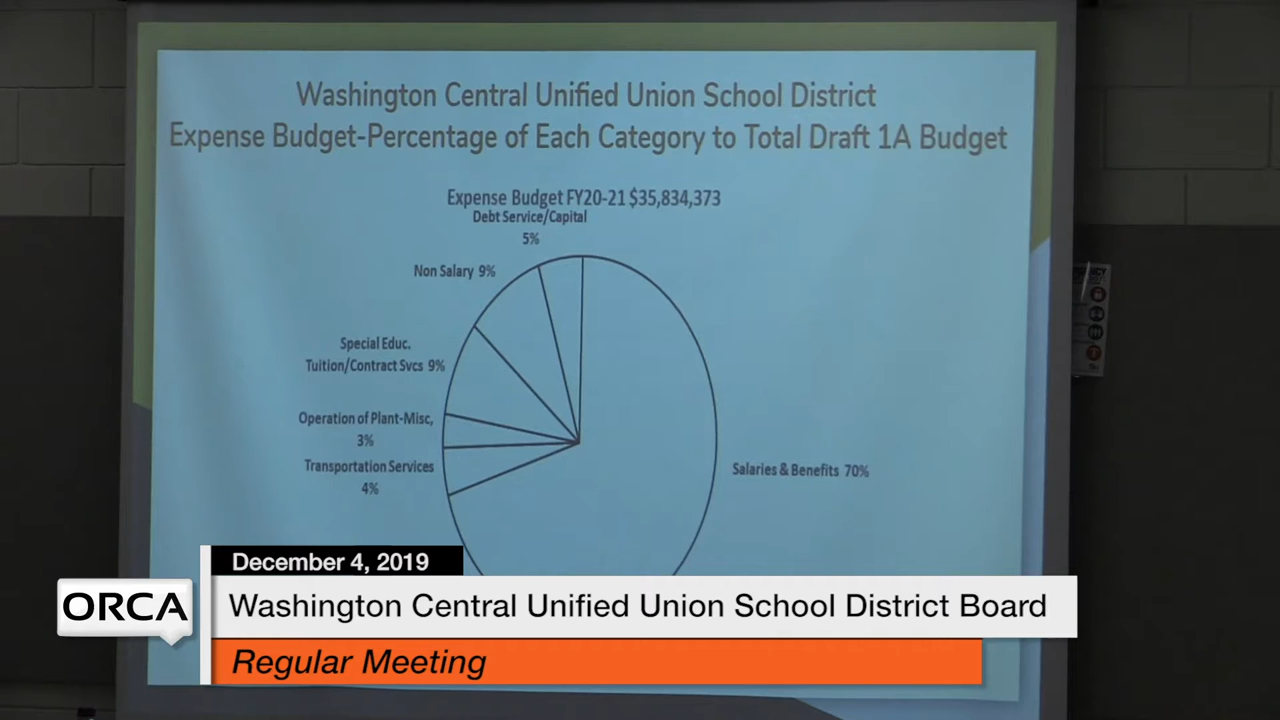 Washington Central Unified Union School District
Expense Budget-Percentage of Each Category to Total Draft 1A Budget
Expense Budget FY20-21 $35,834,373
Debt Service/Capital
5%
Non Salary 9%
Special Educ.
Tuition/Contract Svcs 9%
Operation of Plant-Misc,
3%
Transportation Services
4%
Salaries & Benefits 70%
December 4, 2019
ORCA
Washington Central Unified Union School District Board
Regular Meeting